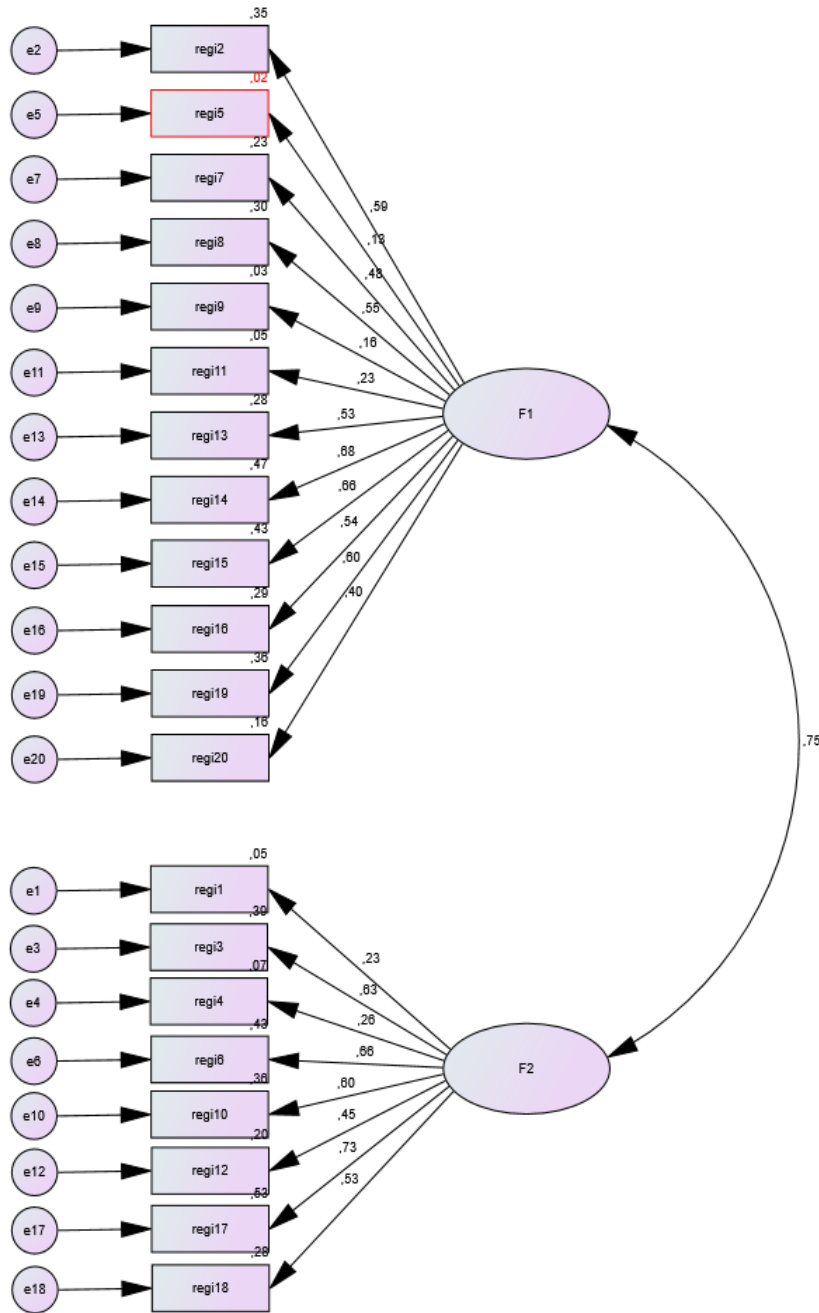 ,35
e2
regi2
,02
e5
regi5
,23
e7
regi7
,30
e8
regi8
,03
e9
regi9
,05
e11
regi11
,28
e13
regi13
,47
e14
regi14
,43
e15
regi15
,29
e16
regi16
,36
e19
regi19
,16
e20
regi20
,59
,13
,48
,55
,16
,23
,53
,68
,66
,54
,60
,40
F1
,75
,05
e1
regi1
,39
e3
regi3
,07
e4
regi4
,43
e6
regi6
,36
e10
regi10
,20
e12
regi12
,53
e17
regi17
,28
e18
regi18
,23
,63
,26
,66
,60
,45
,73
,53
F2